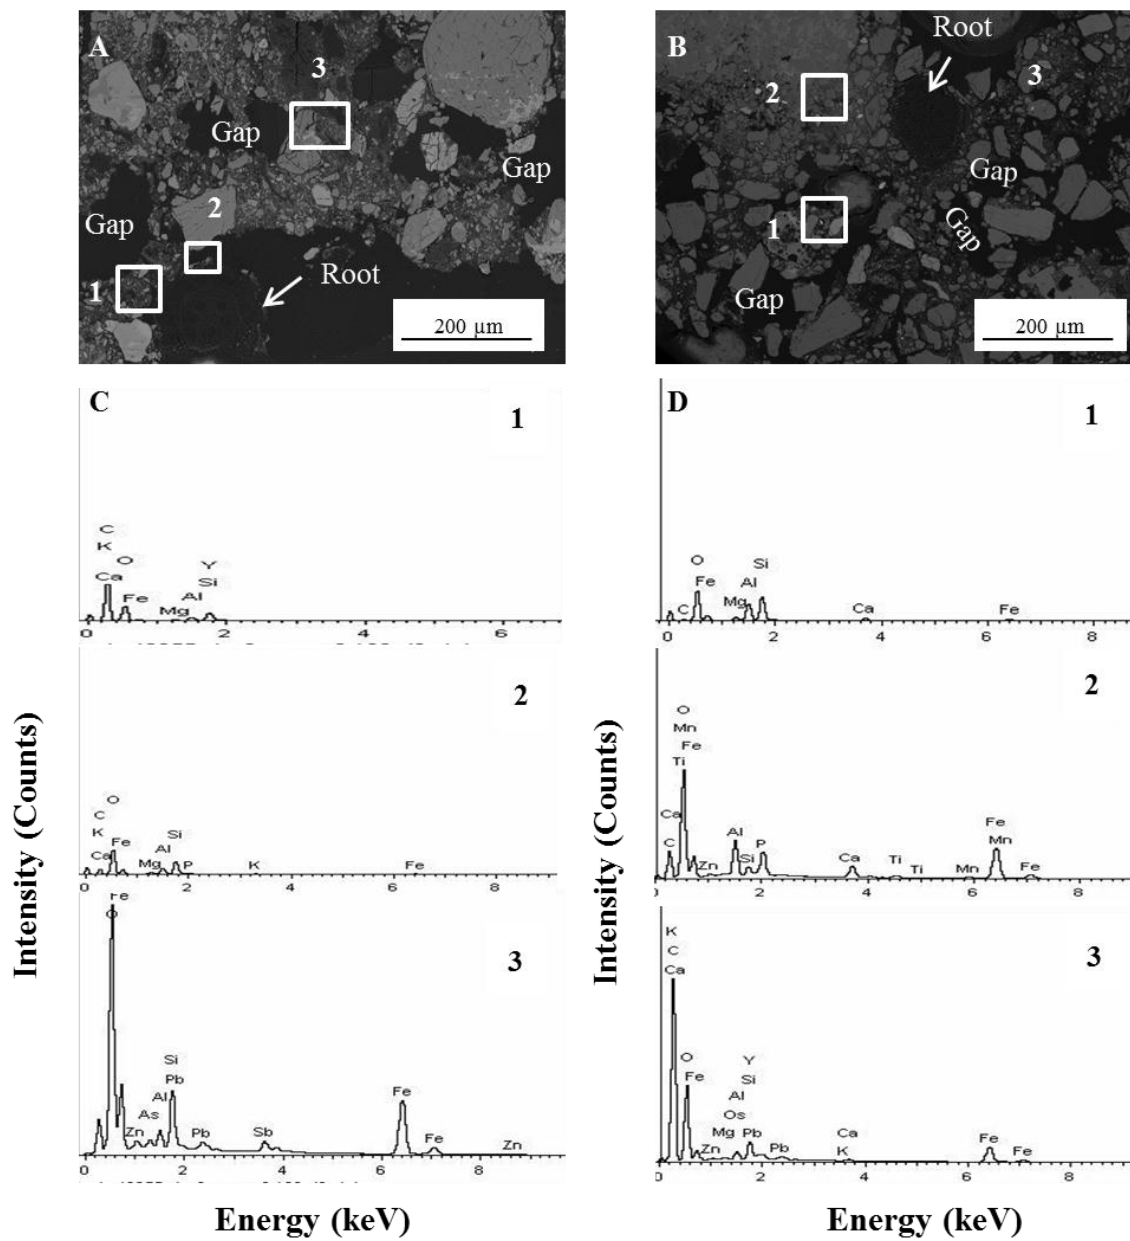 A
3
Gap
Gap
2
Gap
1
Root
200 µm
B
Root
2
3
Gap
1
Gap
Gap
200 µm
C
1
C
K
O
Y
Ca
Si
Fe
Al
Mg
0 2 4 6
2
C
O
K
Si
Fe
Al
Ca
Mg
P
K
Fe
0 2 4 6 8
3
Fe
O
Si
Pb
Al
As
Zn
Pb
Sb
Fe
Fe
Zn
0 2 4 6 8
D
1
O
Si
Fe
Al
Mg
C
Ca
Fe
0 2 4 6 8
2
O
Mn
Fe
Ti
Ca
C
Zn
Al
Si
P
Ca
Ti
Ti
Mn
Fe
Mn
Fe
0 2 4 6 8
3
K
C
Ca
O
Fe
Y
Si
Al
Os
Mg
Pb
Zn
Pb
Ca
K
Fe
Fe
0 2 4 6 8
Intensity (Counts)
Intensity (Counts)
Energy (keV)
Energy (keV)